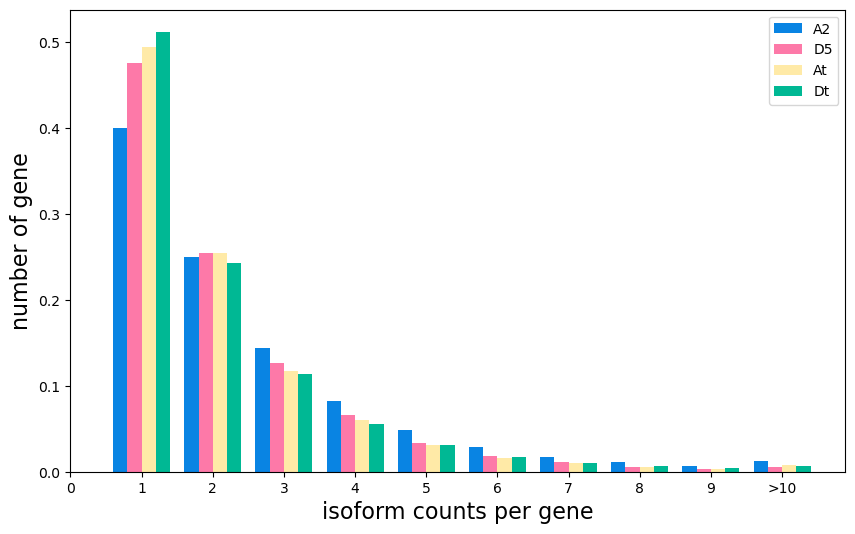 A2
D5
At
Dt
number of gene
0.5
0.4
0.3
0.2
0.1
0.0
0 1 2 3 4 5 6 7 8 9 >10
isoform counts per gene